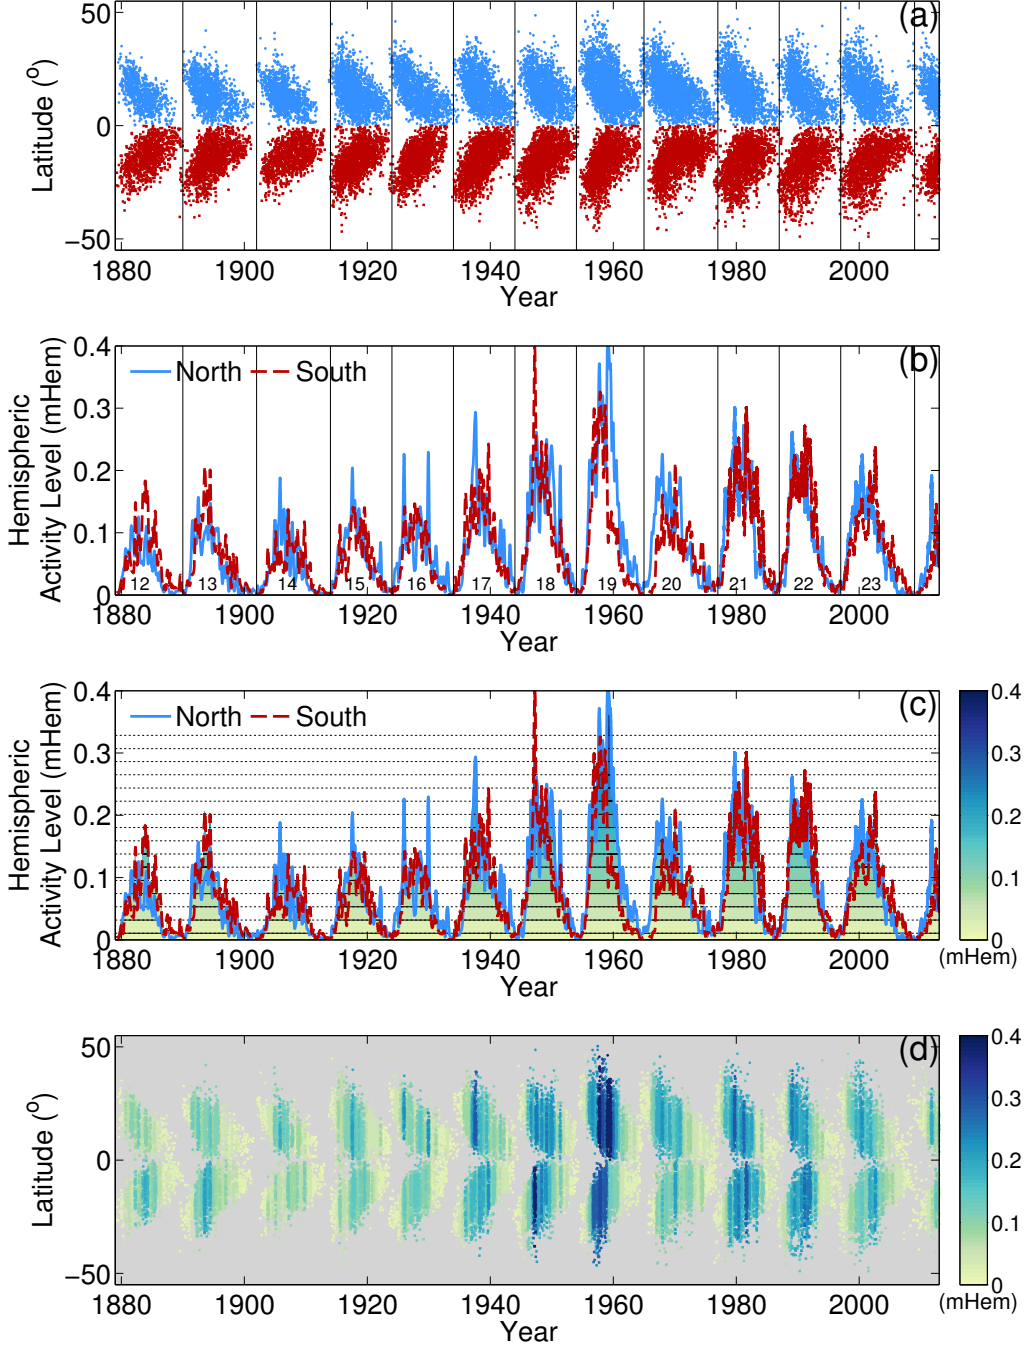 (a)
50
0
−50
Latitude (o)
1880 1900 1920 1940 1960 1980 2000
Year
(b)
North South
0.4
0.3
0.2
0.1
0
Hemispheric
Activity Level (mHem)
12 13 14 15 16 17 18 19 20 21 22 23
1880 1900 1920 1940 1960 1980 2000
Year
(c)
North South
0.4
0.3
0.2
0.1
0
Hemispheric
Activity Level (mHem)
1880 1900 1920 1940 1960 1980 2000
Year
0.4
0.3
0.2
0.1
0
(mHem)
(d)
50
0
−50
Latitude (o)
1880 1900 1920 1940 1960 1980 2000
Year
0.4
0.3
0.2
0.1
0
(mHem)